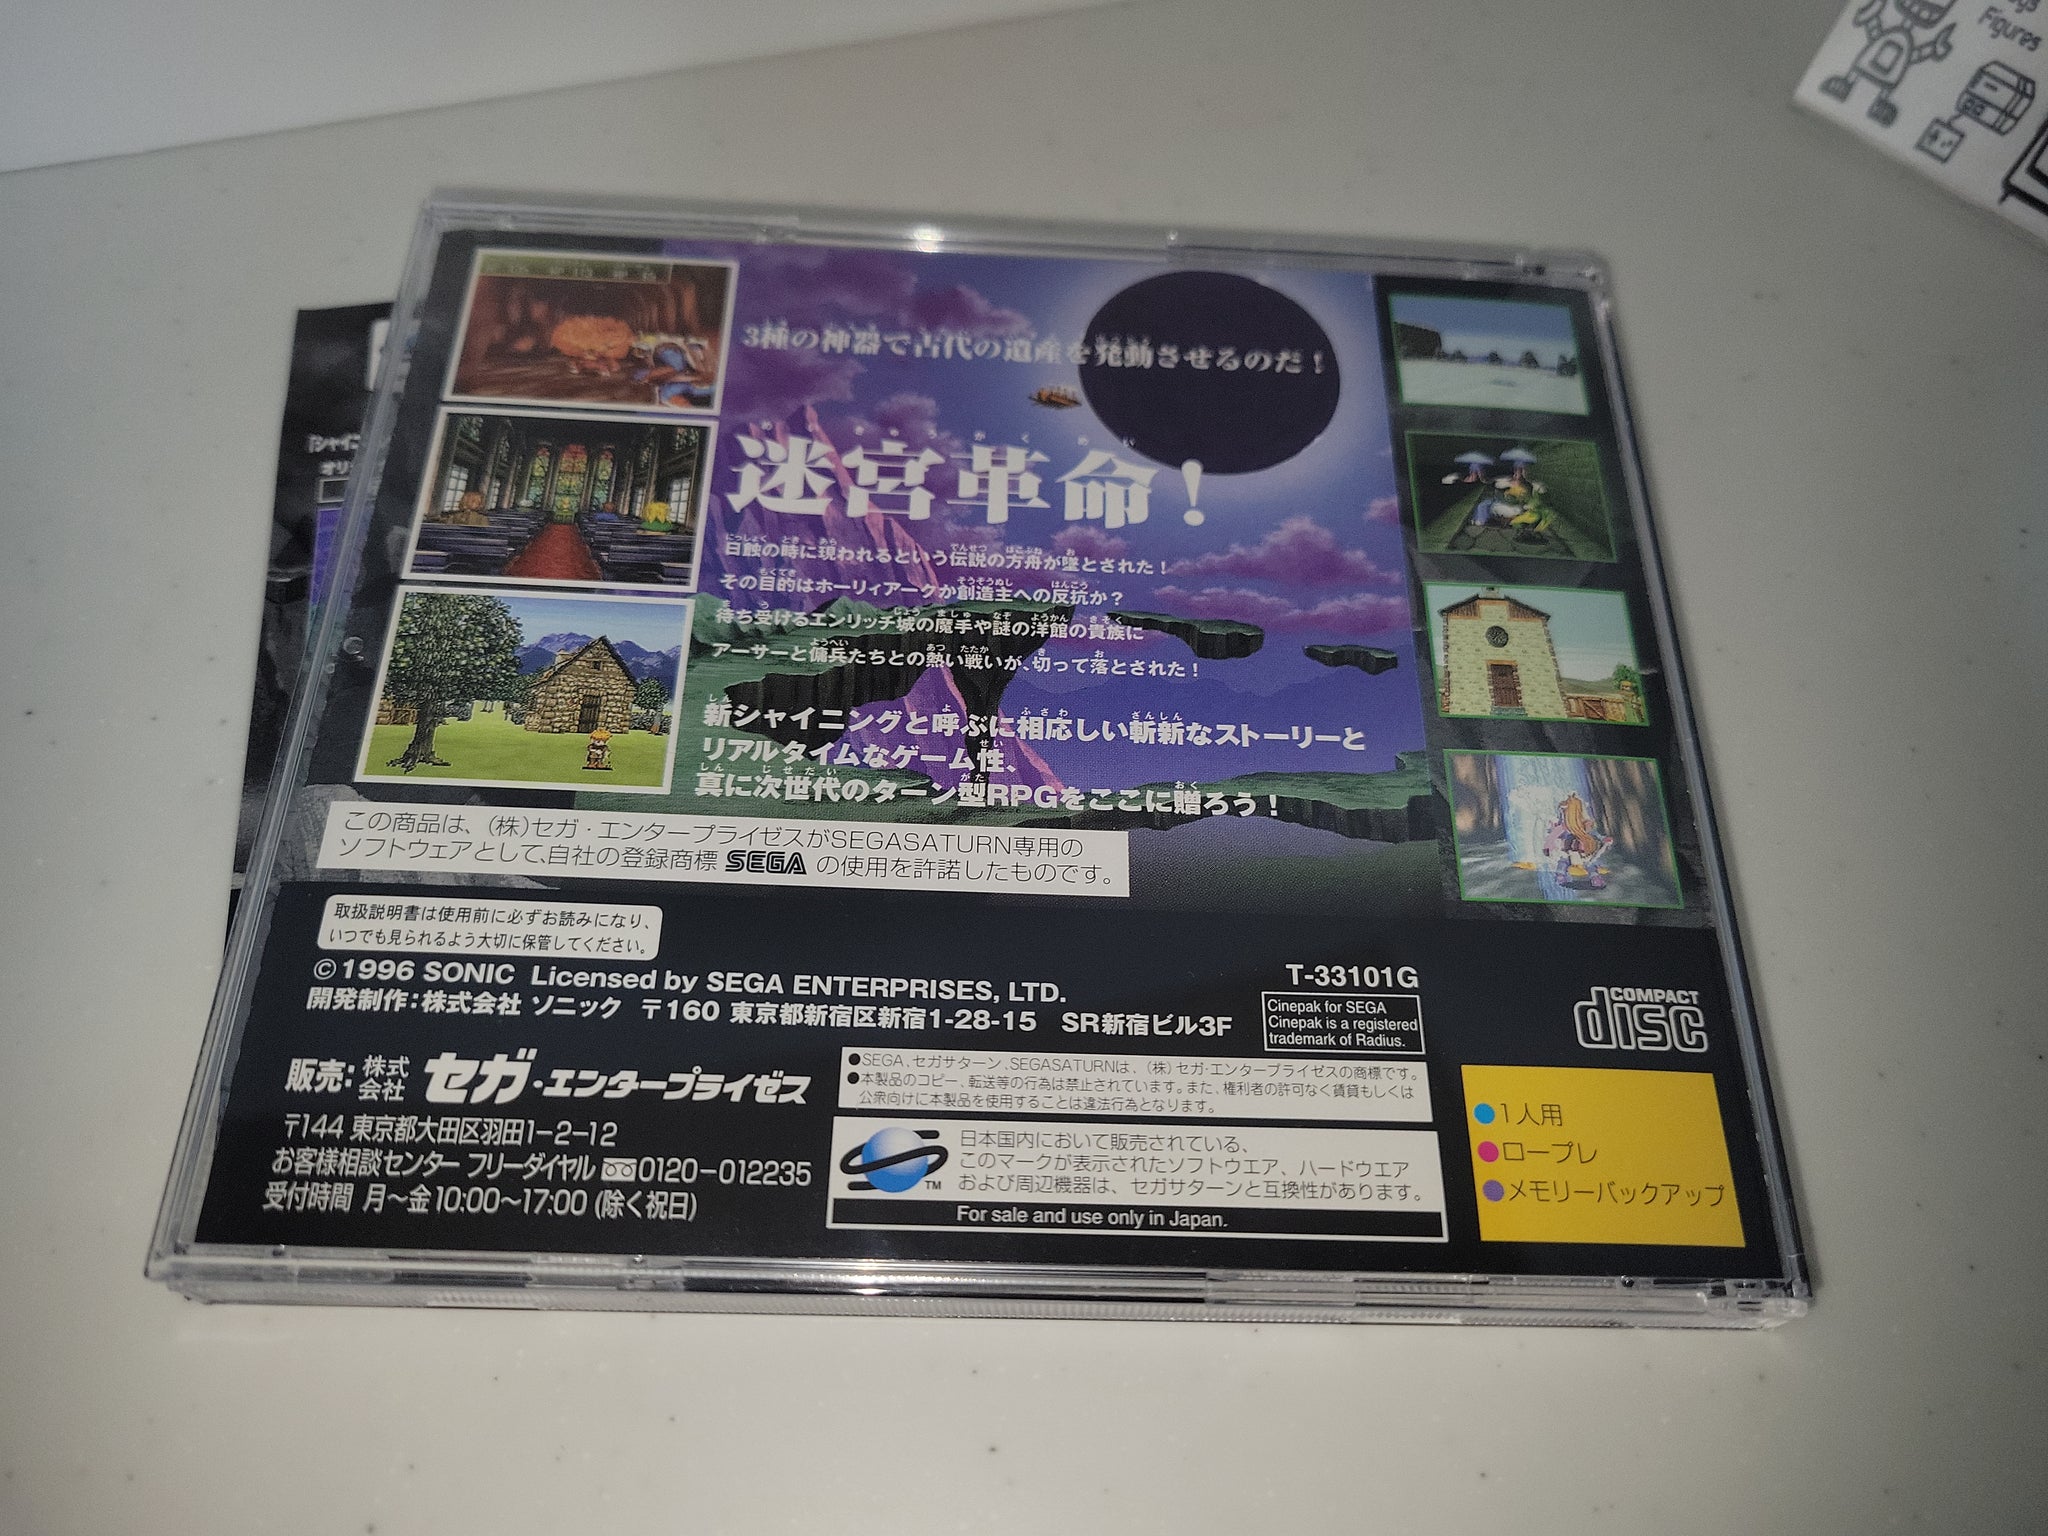 ys
Figures
「シャイニ
オリ
3種の神器で古代の遺産を発動させるのだ！
迷宮革命！
日蝕の時に現われるという伝説の方舟が墜とされた！
その目的はホーリィアークか創造主への反抗か？
待ち受けるエンリッチ城の魔手や謎の洋館の貴族に
アーサーと傭兵たちとの熱い戦いが、切って落とされた！
新シャイニングと呼ぶに相応しい斬新なストーリーと
リアルタイムなゲーム性、
真に次世代のターン型RPGをここに贈ろう！
この商品は、(株)セガ・エンタープライゼスがSEGASATURN専用の
ソフトウェアとして、自社の登録商標 SEGA の使用を許諾したものです。
取扱説明書は使用前に必ずお読みになり、
いつでも見られるよう大切に保管してください。
© 1996 SONIC Licensed by SEGA ENTERPRISES, LTD.
開発制作：株式会社 ソニック 〒160 東京都新宿区新宿1-28-15 SR新宿ビル3F
T-33101G
Cinepak for SEGA
Cinepak is a registered
trademark of Radius.
COMPACT
disc
販売：株式会社 セガ・エンタープライゼス
〒144 東京都大田区羽田1-2-12
お客様相談センター フリーダイヤル 0120-012235
受付時間 月～金 10:00～17:00 (除く祝日)
●SEGA、セガサターン、SEGASATURNは、(株)セガ・エンタープライゼスの商標です。
●本製品のコピー、転送等の行為は禁止されています。また、権利者の許可なく賃貸もしくは
公衆向けに本製品を使用することは違法行為となります。
日本国内において販売されている、
このマークが表示されたソフトウエア、ハードウエア
および周辺機器は、セガサターンと互換性があります。
TM
For sale and use only in Japan.
●1人用
●ロープレ
●メモリーバックアップ